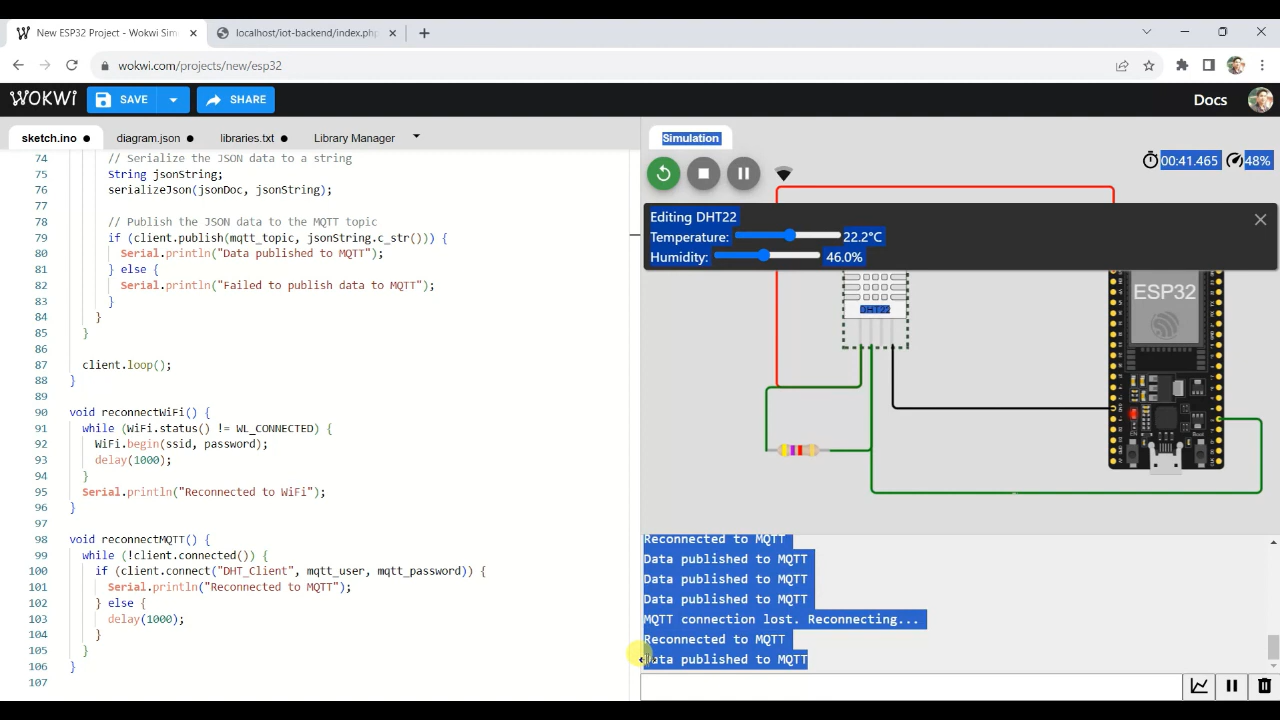 New ESP32 Project - Wokwi Sim
localhost/iot-backend/index.php
wokwi.com/projects/new/esp32
WOKWI
SAVE
SHARE
Docs
sketch.ino
diagram.json
libraries.txt
Library Manager
74 // Serialize the JSON data to a string
75 String jsonString;
76 serializeJson(jsonDoc, jsonString);
77
78 // Publish the JSON data to the MQTT topic
79 if (client.publish(mqtt_topic, jsonString.c_str())) {
80 Serial.println("Data published to MQTT");
81 } else {
82 Serial.println("Failed to publish data to MQTT");
83 }
84 }
85 }
86
87 client.loop();
88 }
89
90 void reconnectWiFi() {
91 while (WiFi.status() != WL_CONNECTED) {
92 WiFi.begin(ssid, password);
93 delay(1000);
94 }
95 Serial.println("Reconnected to WiFi");
96 }
97
98 void reconnectMQTT() {
99 while (!client.connected()) {
100 if (client.connect("DHT_Client", mqtt_user, mqtt_password)) {
101 Serial.println("Reconnected to MQTT");
102 } else {
103 delay(1000);
104 }
105 }
106 }
107
Simulation
00:41.465
48%
Editing DHT22
Temperature: 22.2°C
Humidity: 46.0%
DHT22
ESP32
EN
Boot
Reconnected to MQTT
Data published to MQTT
Data published to MQTT
Data published to MQTT
MQTT connection lost. Reconnecting...
Reconnected to MQTT
Data published to MQTT